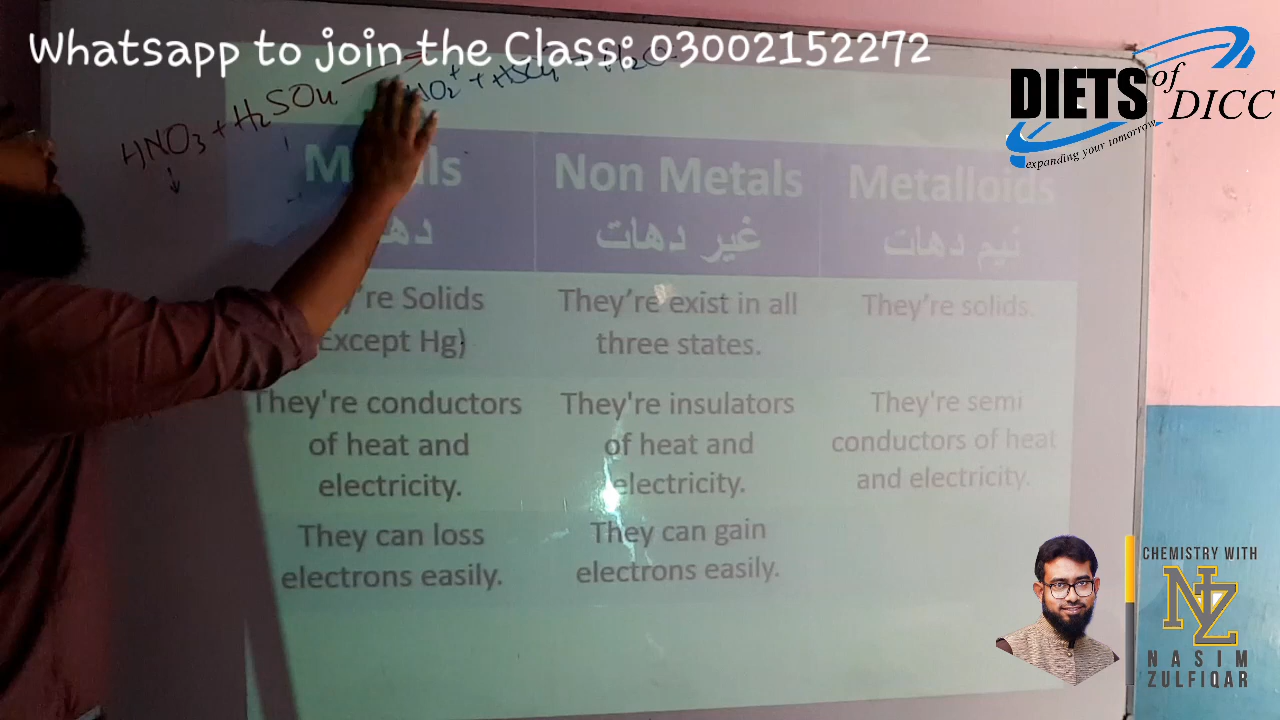 Whatsapp to join the Class: 03002152272
HNO3 + H2SO4 NO2+ + HSO4 + H2O
DIETS of DICC
expanding your tomorrow
Non Metals Metalloids
غیر دھات نیم دھات
're Solids They're exist in all They're solids.
Except Hg) three states.
They're conductors They're insulators They're semi
of heat and of heat and conductors of heat
electricity. electricity. and electricity.
They can loss They can gain
electrons easily. electrons easily.
CHEMISTRY WITH
NZ
NASIM
ZULFIQAR